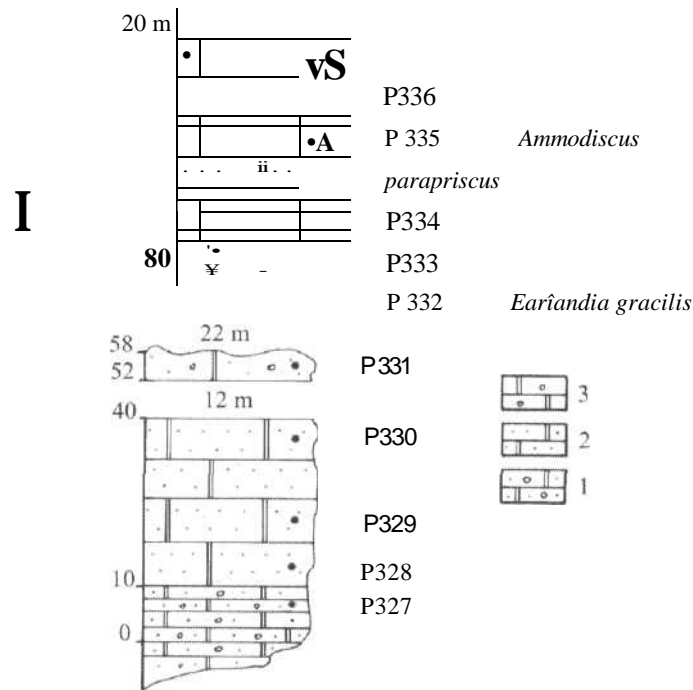 20 m
vS
P336
•A P 335 Ammodiscus
ii
parapriscus
I
P334
80
P333
¥ -
P 332 Earîandia gracilis
22 m
58
P331
52
3
12 m
40
P330
2
1
P329
P328
10
P327
0